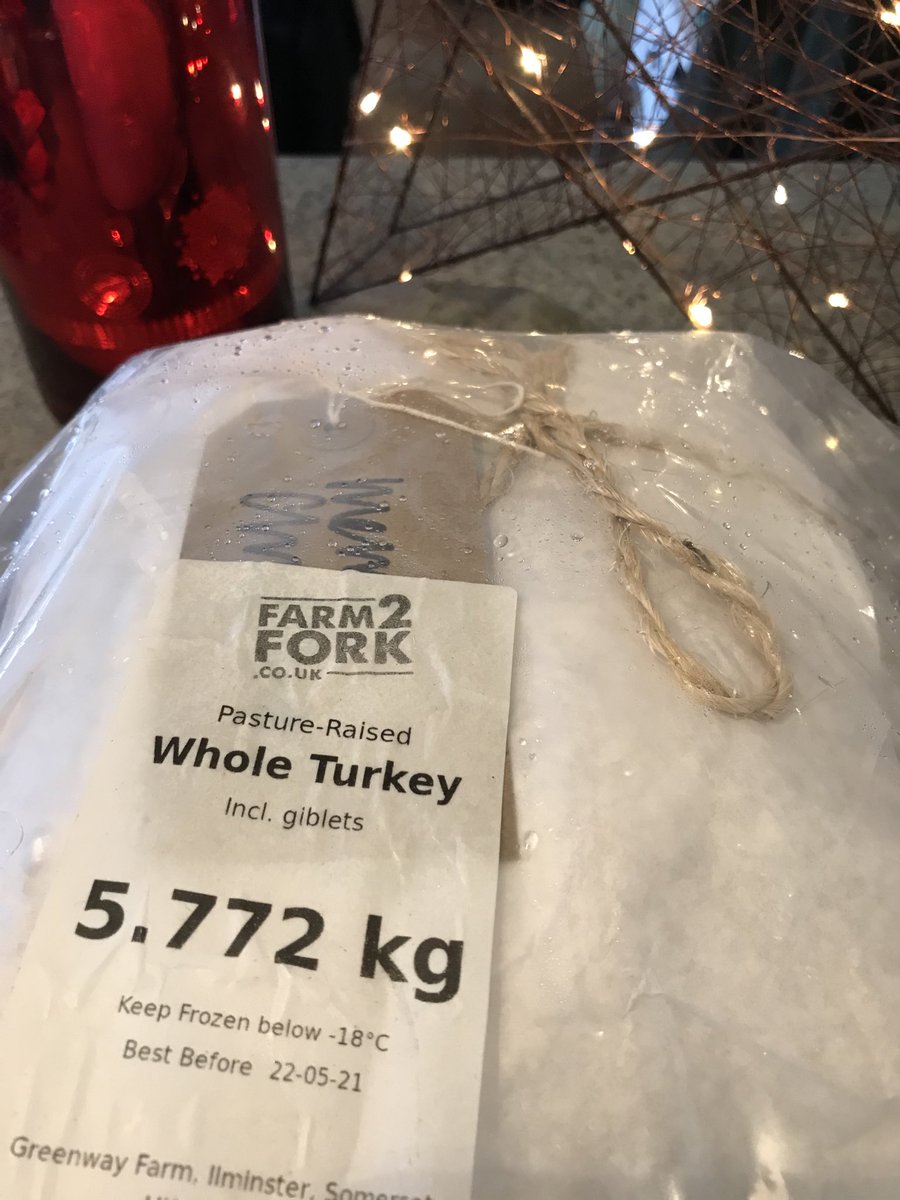 FARM2
FORK
.CO.UK
Pasture-Raised
Whole Turkey
Incl. giblets
5.772 kg
Keep Frozen below -18°C
Best Before 22-05-21
Greenway Farm, Ilminster, Somerset